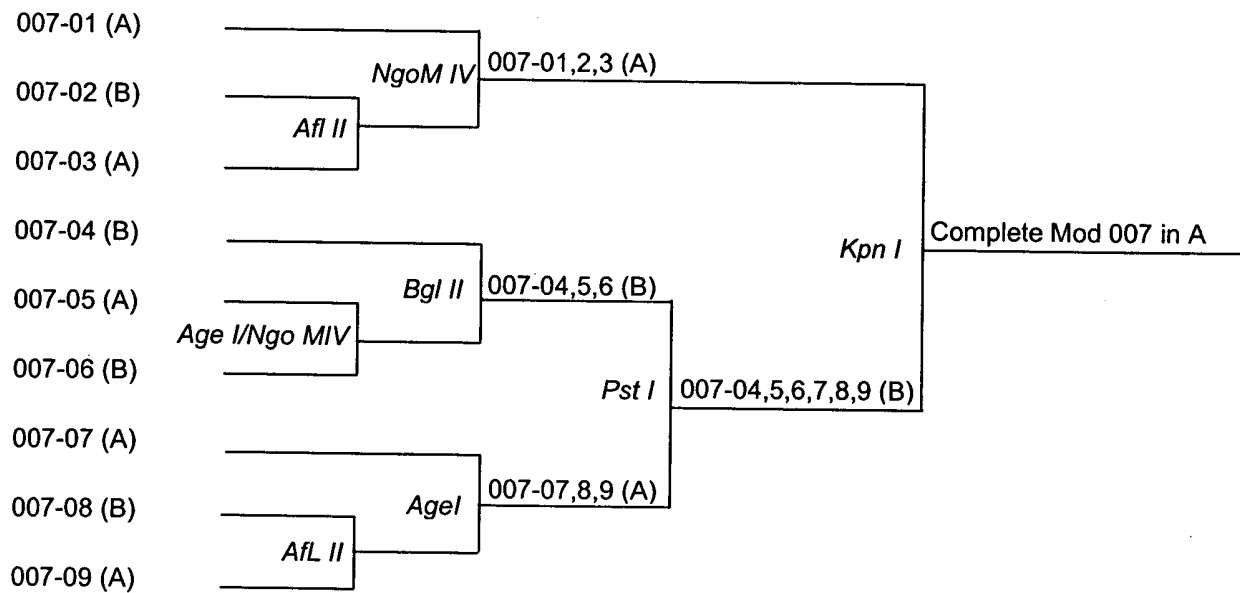 007-01 (A)
007-02 (B)
007-03 (A)
007-04 (B)
007-05 (A)
007-06 (B)
007-07 (A)
007-08 (B)
007-09 (A)
NgoM IV
Afl II
Bgl II
Age I/Ngo MIV
AgeI
AfL II
007-01,2,3 (A)
007-04,5,6 (B)
007-07,8,9 (A)
Pst I
007-04,5,6,7,8,9 (B)
Kpn I
Complete Mod 007 in A